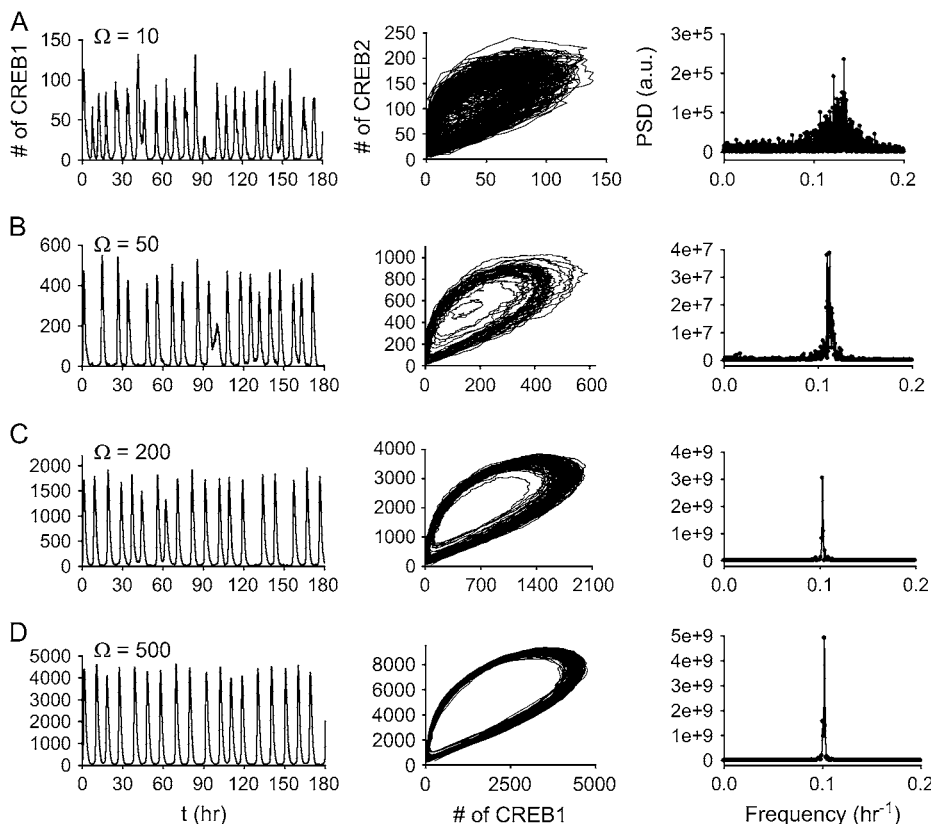 A
Ω = 10
# of CREB1
150
100
50
0
0 30 60 90 120 150 180
# of CREB2
250
200
150
100
50
0
0 50 100 150
PSD (a.u.)
3e+5
2e+5
1e+5
0
0.0 0.1 0.2
B
Ω = 50
600
400
200
0
0 30 60 90 120 150 180
1000
800
600
400
200
0
0 200 400 600
4e+7
3e+7
2e+7
1e+7
0
0.0 0.1 0.2
C
Ω = 200
2000
1500
1000
500
0
0 30 60 90 120 150 180
4000
3000
2000
1000
0
0 700 1400 2100
4e+9
3e+9
2e+9
1e+9
0
0.0 0.1 0.2
D
Ω = 500
5000
4000
3000
2000
1000
0
0 30 60 90 120 150 180
t (hr)
8000
6000
4000
2000
0
0 2500 5000
# of CREB1
5e+9
4e+9
3e+9
2e+9
1e+9
0
0.0 0.1 0.2
Frequency (hr-1)